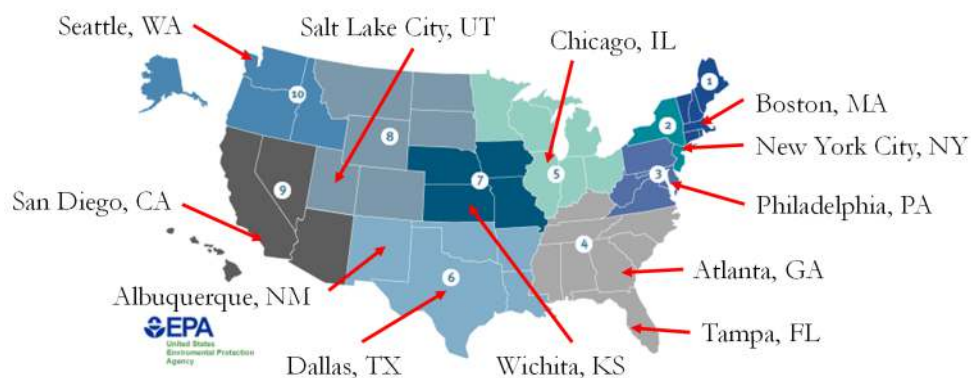 Seattle, WA
Salt Lake City, UT
Chicago, IL
1
10
Boston, MA
2
8
New York City, NY
3
7
5
9
San Diego, CA
Philadelphia, PA
4
Atlanta, GA
6
Albuquerque, NM
EPA
United States
Enviromental Protection
Agency
Tampa, FL
Dallas, TX
Wichita, KS